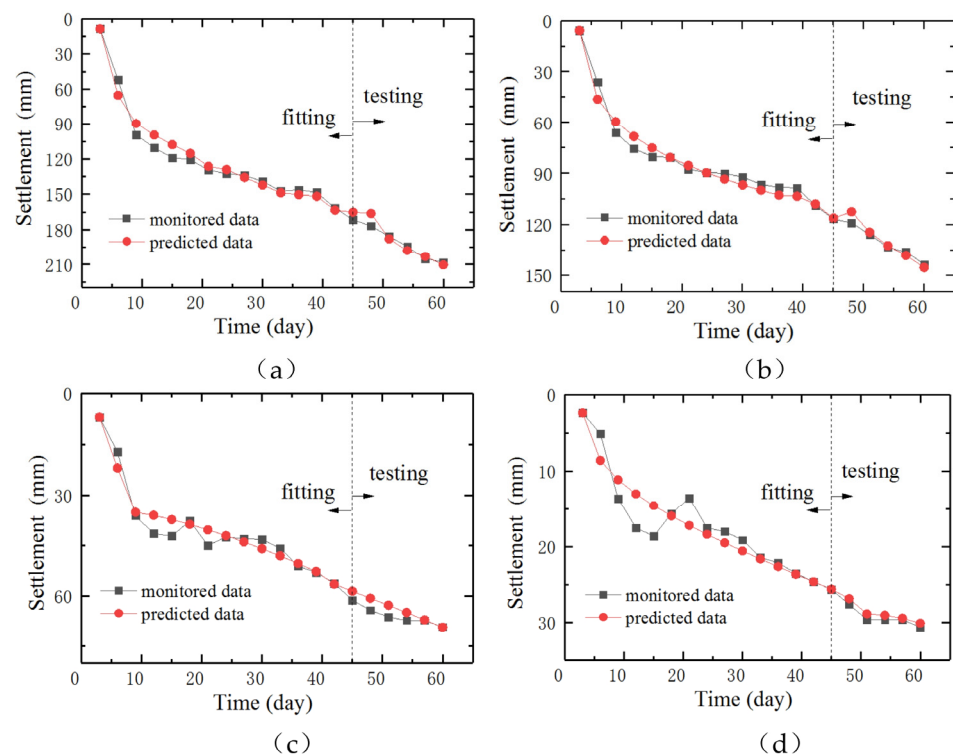 0
30
60
90
120
150
180
210
Settlement (mm)
fitting
testing
monitored data
predicted data
0 10 20 30 40 50 60
Time (day)
（a）
0
30
60
90
120
150
Settlement (mm)
fitting
testing
monitored data
predicted data
0 10 20 30 40 50 60
Time (day)
（b）
0
30
60
Settlement (mm)
fitting
testing
monitored data
predicted data
0 10 20 30 40 50 60
Time (day)
（c）
0
10
20
30
Settlement (mm)
fitting
testing
monitored data
predicted data
0 10 20 30 40 50 60
Time (day)
（d）